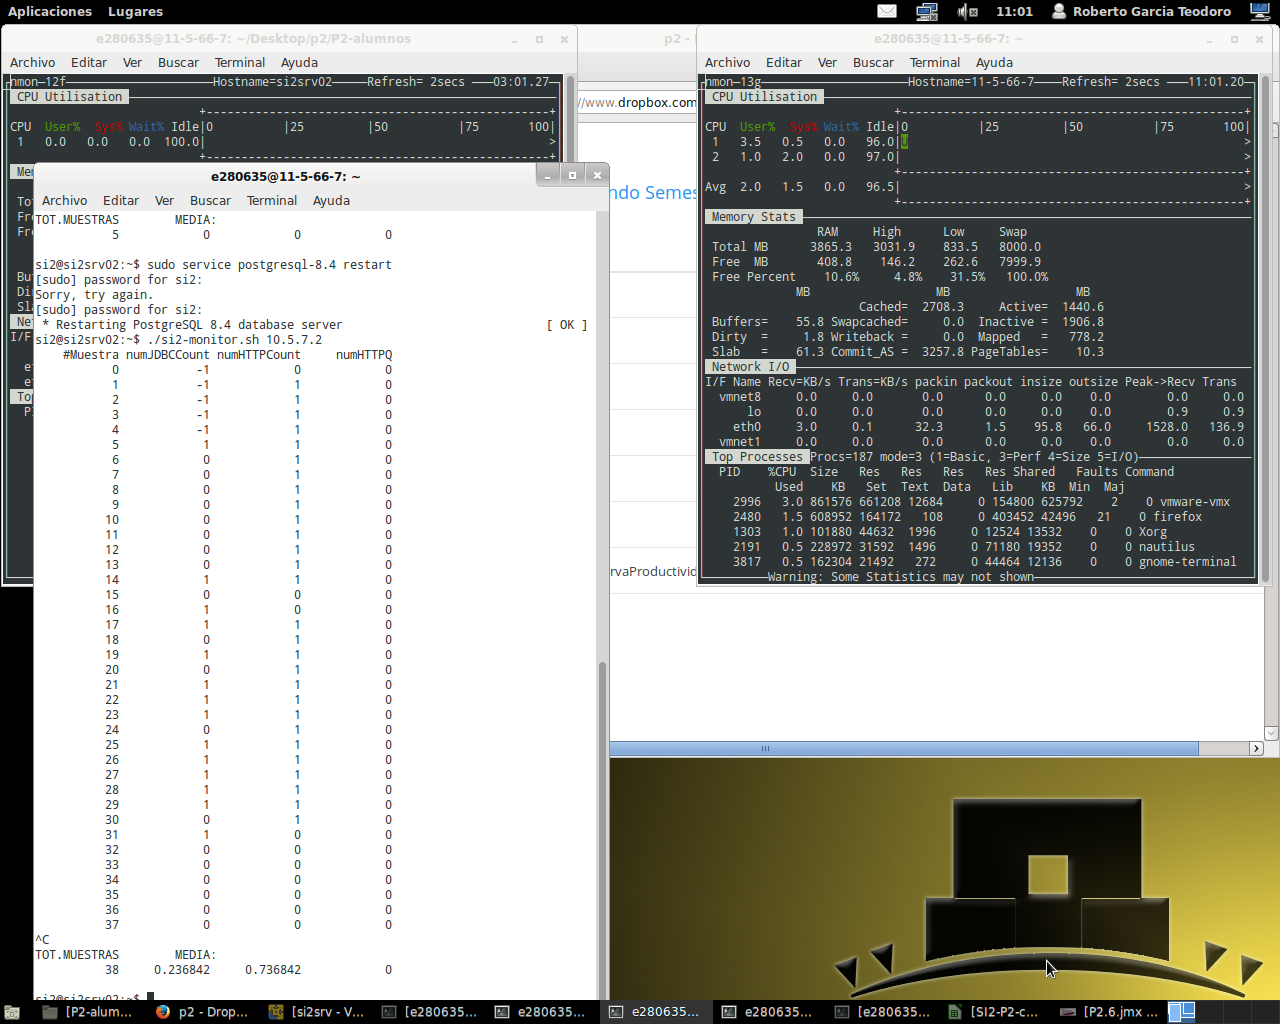 Aplicaciones Lugares 11:01 Roberto Garcia Teodoro
e280635@11-5-66-7: ~/Desktop/p2/P2-alumnos
Archivo Editar Ver Buscar Terminal Ayuda
nmon-12f Hostname=si2srv02 Refresh= 2secs 03:01.27
CPU Utilisation
CPU User% Sys% Wait% Idle|0 |25 |50 |75 100|
1 0.0 0.0 0.0 100.0| >
p2 -
//www.dropbox.com
ndo Semes
rvaProductivid
e280635@11-5-66-7: ~
Archivo Editar Ver Buscar Terminal Ayuda
TOT.MUESTRAS MEDIA:
5 0 0 0
si2@si2srv02:~$ sudo service postgresql-8.4 restart
[sudo] password for si2:
Sorry, try again.
[sudo] password for si2:
* Restarting PostgreSQL 8.4 database server [ OK ]
si2@si2srv02:~$ ./si2-monitor.sh 10.5.7.2
#Muestra numJDBCCount numHTTPCount numHTTPQ
0 -1 0 0
1 -1 1 0
2 -1 1 0
3 -1 1 0
4 -1 1 0
5 1 1 0
6 0 1 0
7 0 1 0
8 0 1 0
9 0 1 0
10 0 1 0
11 0 1 0
12 0 1 0
13 0 1 0
14 1 1 0
15 0 0 0
16 1 0 0
17 1 1 0
18 0 1 0
19 1 1 0
20 0 1 0
21 1 1 0
22 1 1 0
23 1 1 0
24 0 1 0
25 1 1 0
26 1 1 0
27 1 1 0
28 1 1 0
29 1 1 0
30 0 1 0
31 1 0 0
32 0 0 0
33 0 0 0
34 0 0 0
35 0 0 0
36 0 0 0
37 0 0 0
^C
TOT.MUESTRAS MEDIA:
38 0.236842 0.736842 0
si2@si2srv02:~$
e280635@11-5-66-7: ~
Archivo Editar Ver Buscar Terminal Ayuda
nmon-13g Hostname=11-5-66-7 Refresh= 2secs 11:01.20
CPU Utilisation
CPU User% Sys% Wait% Idle|0 |25 |50 |75 100|
1 3.5 0.5 0.0 96.0|U >
2 1.0 2.0 0.0 97.0| >
Avg 2.0 1.5 0.0 96.5| >
Memory Stats
RAM High Low Swap
Total MB 3865.3 3031.9 833.5 8000.0
Free MB 408.8 146.2 262.6 7999.9
Free Percent 10.6% 4.8% 31.5% 100.0%
MB MB MB
Cached= 2708.3 Active= 1440.6
Buffers= 55.8 Swapcached= 0.0 Inactive = 1906.8
Dirty = 1.8 Writeback = 0.0 Mapped = 778.2
Slab = 61.3 Commit_AS = 3257.8 PageTables= 10.3
Network I/O
I/F Name Recv=KB/s Trans=KB/s packin packout insize outsize Peak->Recv Trans
vmnet8 0.0 0.0 0.0 0.0 0.0 0.0 0.0 0.0
lo 0.0 0.0 0.0 0.0 0.0 0.0 0.9 0.9
eth0 3.0 0.1 32.3 1.5 95.8 66.0 1528.0 136.9
vmnet1 0.0 0.0 0.0 0.0 0.0 0.0 0.0 0.0
Top Processes Procs=187 mode=3 (1=Basic, 3=Perf 4=Size 5=I/O)
PID %CPU Size Res Res Res Res Shared Faults Command
Used KB Set Text Data Lib KB Min Maj
2996 3.0 861576 661208 12684 0 154800 625792 2 0 vmware-vmx
2480 1.5 608952 164172 108 0 403452 42496 21 0 firefox
1303 1.0 101880 44632 1996 0 12524 13532 0 0 Xorg
2191 0.5 228972 31592 1496 0 71180 19352 0 0 nautilus
3817 0.5 162304 21492 272 0 44464 12136 0 0 gnome-terminal
Warning: Some Statistics may not shown
[P2-alum... p2 - Drop... [si2srv - V... [e280635... e280635... e280635... e280635... [e280635... [SI2-P2-c... [P2.6.jmx ...